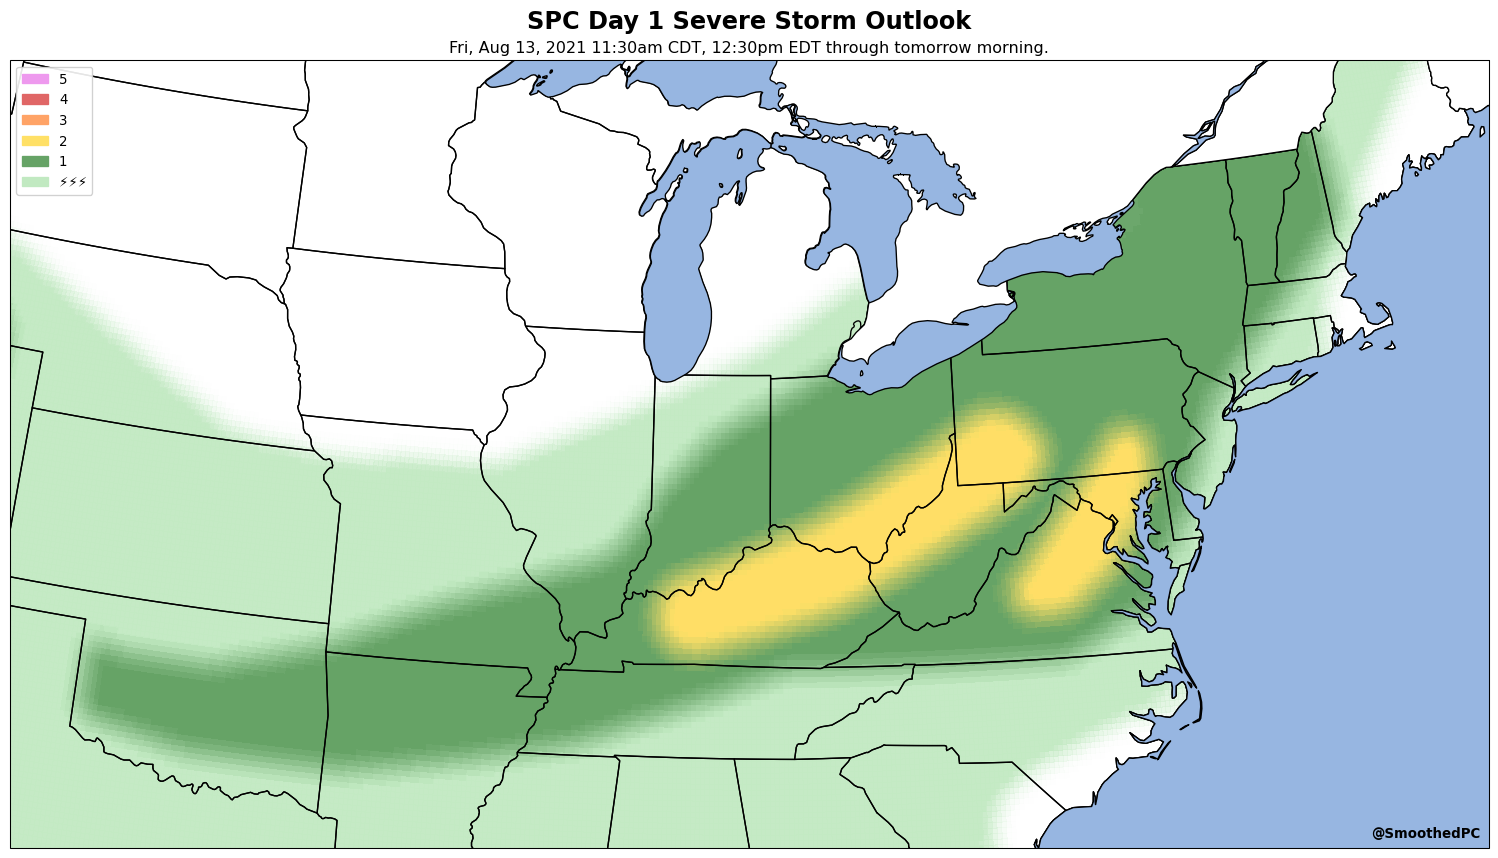 SPC Day 1 Severe Storm Outlook
Fri, Aug 13, 2021 11:30am CDT, 12:30pm EDT through tomorrow morning.
5
4
3
2
1
⚡⚡⚡
@SmoothedPC